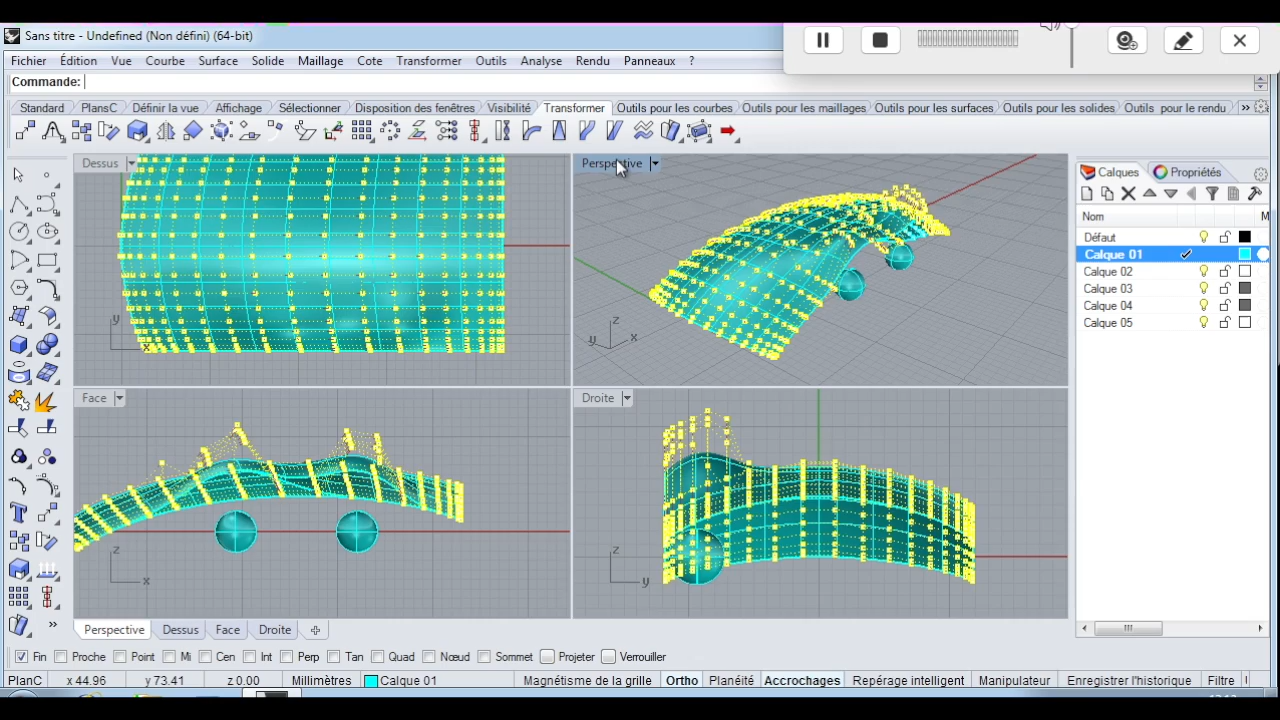 Sans titre - Undefined (Non défini) (64-bit)
Fichier Édition Vue Courbe Surface Solide Maillage Cote Transformer Outils Analyse Rendu Panneaux ?
Commande:
Standard PlansC Définir la vue Affichage Sélectionner Disposition des fenêtres Visibilité Transformer Outils pour les courbes Outils pour les maillages Outils pour les surfaces Outils pour les solides Outils pour le rendu »
Dessus Perspective
Calques Propriétés
Nom M
Défaut
Calque 01
Calque 02
Calque 03
Calque 04
Calque 05
y x
z y x
Face Droite
z x
z y
Perspective Dessus Face Droite
Fin Proche Point Mi Cen Int Perp Tan Quad Nœud Sommet Projeter Verrouiller
PlanC x 44.96 y 73.41 z 0.00 Millimètres Calque 01 Magnétisme de la grille Ortho Planéité Accrochages Repérage intelligent Manipulateur Enregistrer l'historique Filtre